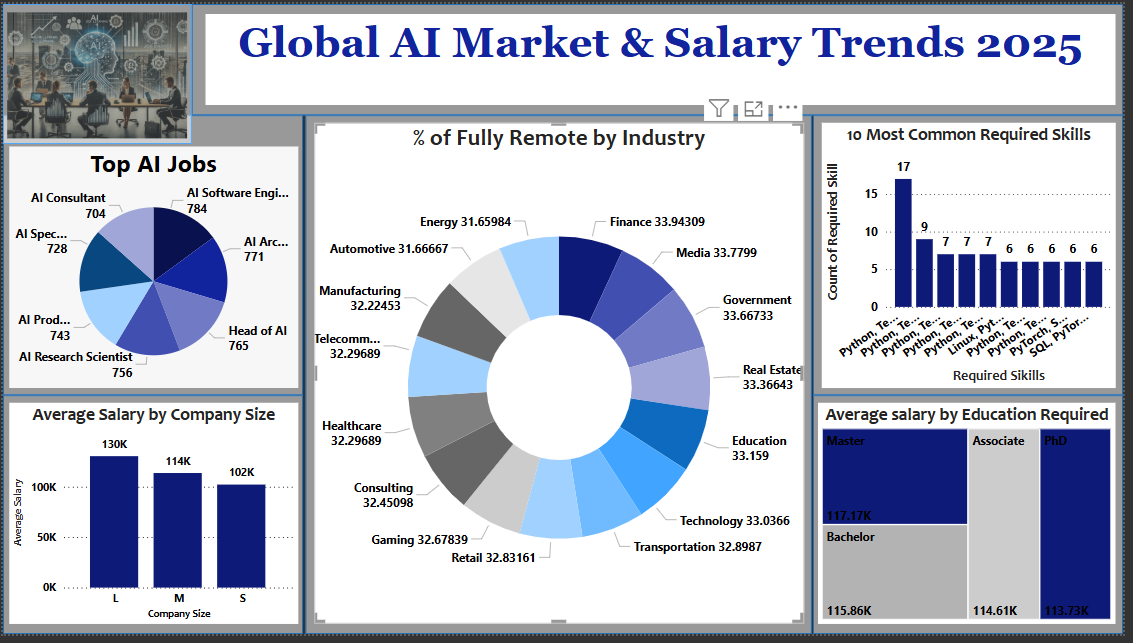 Global AI Market & Salary Trends 2025
AI
Top AI Jobs
AI Software Engi...
784
AI Arc...
771
Head of AI
765
AI Research Scientist
756
AI Prod...
743
AI Spec...
728
AI Consultant
704
Average Salary by Company Size
Average Salary
100K
50K
0K
130K
114K
102K
L
M
S
Company Size
% of Fully Remote by Industry
Finance 33.94309
Media 33.7799
Government
33.66733
Real Estate
33.36643
Education
33.159
Technology 33.0366
Transportation 32.8987
Retail 32.83161
Gaming 32.67839
Consulting
32.45098
Healthcare
32.29689
Telecomm...
32.29689
Manufacturing
32.22453
Automotive 31.66667
Energy 31.65984
10 Most Common Required Skills
Count of Required Skill
15
10
5
0
17
9
7
7
7
6
6
6
6
6
Python, Te...
Python, Te...
Python, Te...
Python, Te...
Python, Te...
Linux, Pyt...
Python, Te...
Python, Te...
PyTorch, S...
SQL, PyTor...
Required Sikills
Average salary by Education Required
Master
117.17K
Bachelor
115.86K
Associate
114.61K
PhD
113.73K